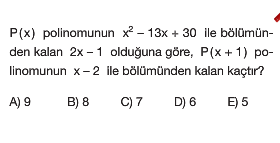 P(x) polinomunun x² – 13x + 30 ile bölümün-
den kalan 2x – 1 olduğuna göre, P(x + 1) po-
linomunun x – 2 ile bölümünden kalan kaçtır?
A) 9 B) 8 C) 7 D) 6 E) 5